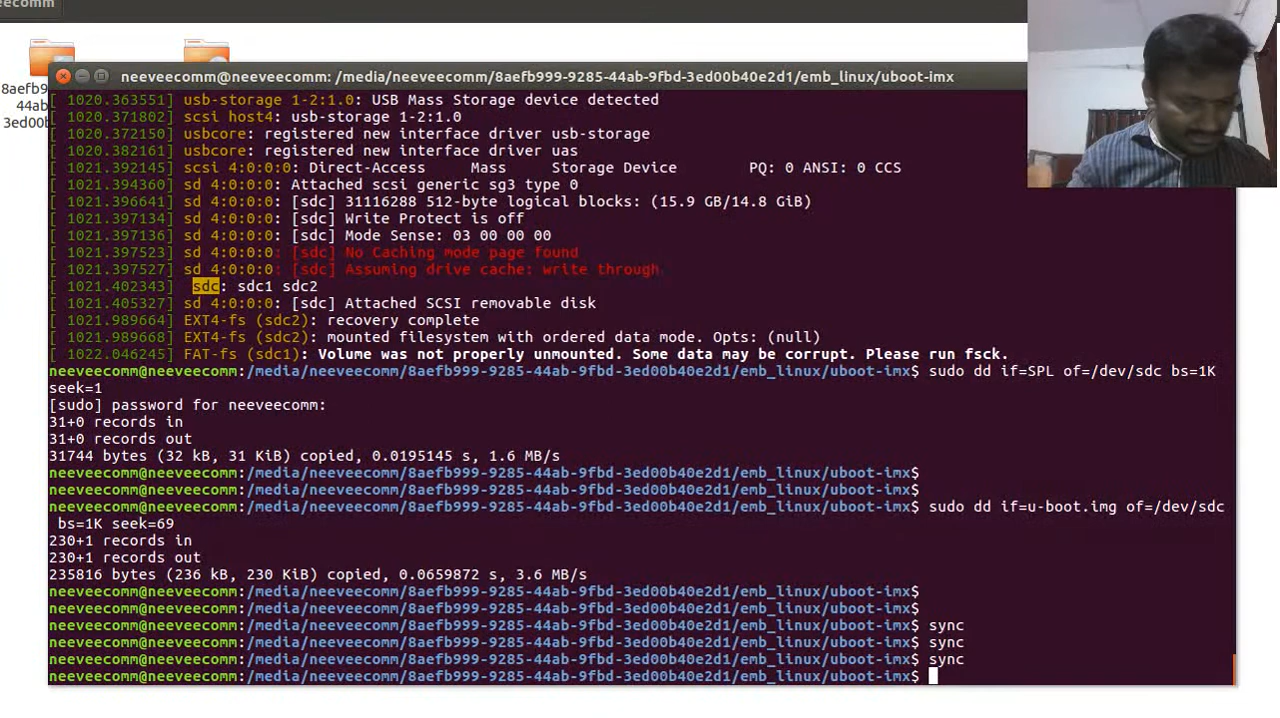 eecomm
8aefb9
44ab
3ed00b
neeveecomm@neeveecomm: /media/neeveecomm/8aefb999-9285-44ab-9fbd-3ed00b40e2d1/emb_linux/uboot-imx
[ 1020.363551] usb-storage 1-2:1.0: USB Mass Storage device detected
[ 1020.371802] scsi host4: usb-storage 1-2:1.0
[ 1020.372150] usbcore: registered new interface driver usb-storage
[ 1020.382161] usbcore: registered new interface driver uas
[ 1021.392145] scsi 4:0:0:0: Direct-Access     Mass     Storage Device        PQ: 0 ANSI: 0 CCS
[ 1021.394360] sd 4:0:0:0: Attached scsi generic sg3 type 0
[ 1021.396641] sd 4:0:0:0: [sdc] 31116288 512-byte logical blocks: (15.9 GB/14.8 GiB)
[ 1021.397134] sd 4:0:0:0: [sdc] Write Protect is off
[ 1021.397136] sd 4:0:0:0: [sdc] Mode Sense: 03 00 00 00
[ 1021.397523] sd 4:0:0:0: [sdc] No Caching mode page found
[ 1021.397527] sd 4:0:0:0: [sdc] Assuming drive cache: write through
[ 1021.402343]  sdc: sdc1 sdc2
[ 1021.405327] sd 4:0:0:0: [sdc] Attached SCSI removable disk
[ 1021.989664] EXT4-fs (sdc2): recovery complete
[ 1021.989668] EXT4-fs (sdc2): mounted filesystem with ordered data mode. Opts: (null)
[ 1022.046245] FAT-fs (sdc1): Volume was not properly unmounted. Some data may be corrupt. Please run fsck.
neeveecomm@neeveecomm:/media/neeveecomm/8aefb999-9285-44ab-9fbd-3ed00b40e2d1/emb_linux/uboot-imx$ sudo dd if=SPL of=/dev/sdc bs=1K
seek=1
[sudo] password for neeveecomm:
31+0 records in
31+0 records out
31744 bytes (32 kB, 31 KiB) copied, 0.0195145 s, 1.6 MB/s
neeveecomm@neeveecomm:/media/neeveecomm/8aefb999-9285-44ab-9fbd-3ed00b40e2d1/emb_linux/uboot-imx$
neeveecomm@neeveecomm:/media/neeveecomm/8aefb999-9285-44ab-9fbd-3ed00b40e2d1/emb_linux/uboot-imx$
neeveecomm@neeveecomm:/media/neeveecomm/8aefb999-9285-44ab-9fbd-3ed00b40e2d1/emb_linux/uboot-imx$ sudo dd if=u-boot.img of=/dev/sdc
bs=1K seek=69
230+1 records in
230+1 records out
235816 bytes (236 kB, 230 KiB) copied, 0.0659872 s, 3.6 MB/s
neeveecomm@neeveecomm:/media/neeveecomm/8aefb999-9285-44ab-9fbd-3ed00b40e2d1/emb_linux/uboot-imx$
neeveecomm@neeveecomm:/media/neeveecomm/8aefb999-9285-44ab-9fbd-3ed00b40e2d1/emb_linux/uboot-imx$
neeveecomm@neeveecomm:/media/neeveecomm/8aefb999-9285-44ab-9fbd-3ed00b40e2d1/emb_linux/uboot-imx$ sync
neeveecomm@neeveecomm:/media/neeveecomm/8aefb999-9285-44ab-9fbd-3ed00b40e2d1/emb_linux/uboot-imx$ sync
neeveecomm@neeveecomm:/media/neeveecomm/8aefb999-9285-44ab-9fbd-3ed00b40e2d1/emb_linux/uboot-imx$ sync
neeveecomm@neeveecomm:/media/neeveecomm/8aefb999-9285-44ab-9fbd-3ed00b40e2d1/emb_linux/uboot-imx$